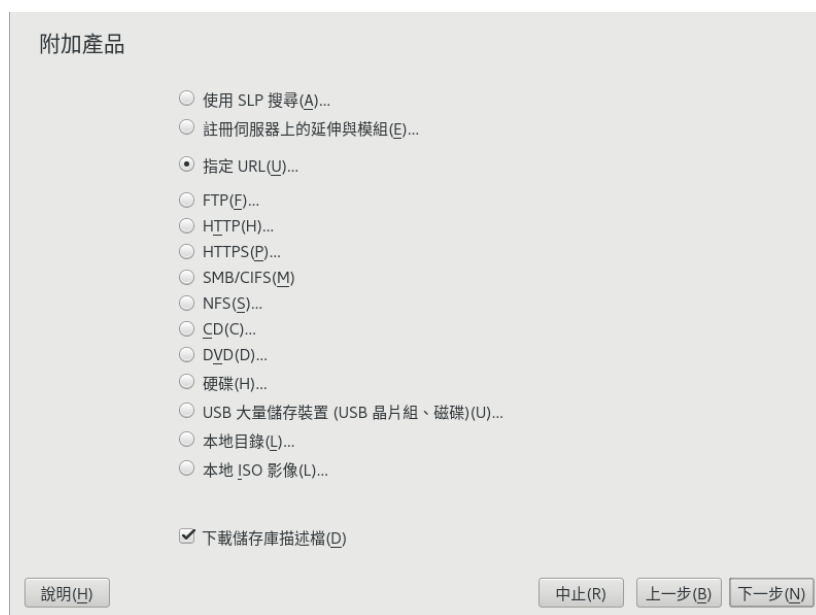 附加產品
使用 SLP 搜尋(A)...
註冊伺服器上的延伸與模組(E)...
指定 URL(U)...
FTP(F)...
HTTP(H)...
HTTPS(P)...
SMB/CIFS(M)
NFS(S)...
CD(C)...
DVD(D)...
硬碟(H)...
USB 大量儲存裝置 (USB 晶片組、磁碟)(U)...
本地目錄(L)...
本地 ISO 影像(L)...
下載儲存庫描述檔(D)
說明(H) 中止(R) 上一步(B) 下一步(N)